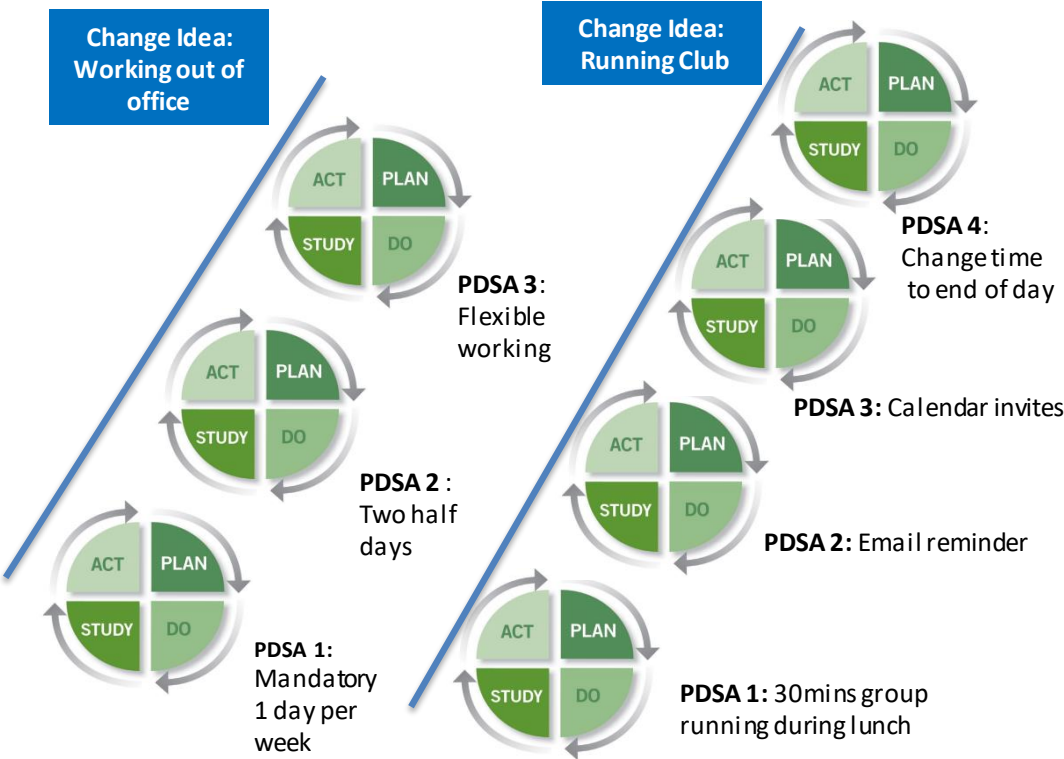 Change Idea:
Working out of
office
ACT
PLAN
STUDY
DO
PDSA 3:
Flexible
working
ACT
PLAN
STUDY
DO
PDSA 2 :
Two half
days
ACT
PLAN
STUDY
DO
PDSA 1:
Mandatory
1 day per
week
Change Idea:
Running Club
ACT
PLAN
STUDY
DO
PDSA 4:
Change time
to end of day
ACT
PLAN
STUDY
DO
PDSA 3: Calendar invites
ACT
PLAN
STUDY
DO
PDSA 2: Email reminder
ACT
PLAN
STUDY
DO
PDSA 1: 30mins group
running during lunch